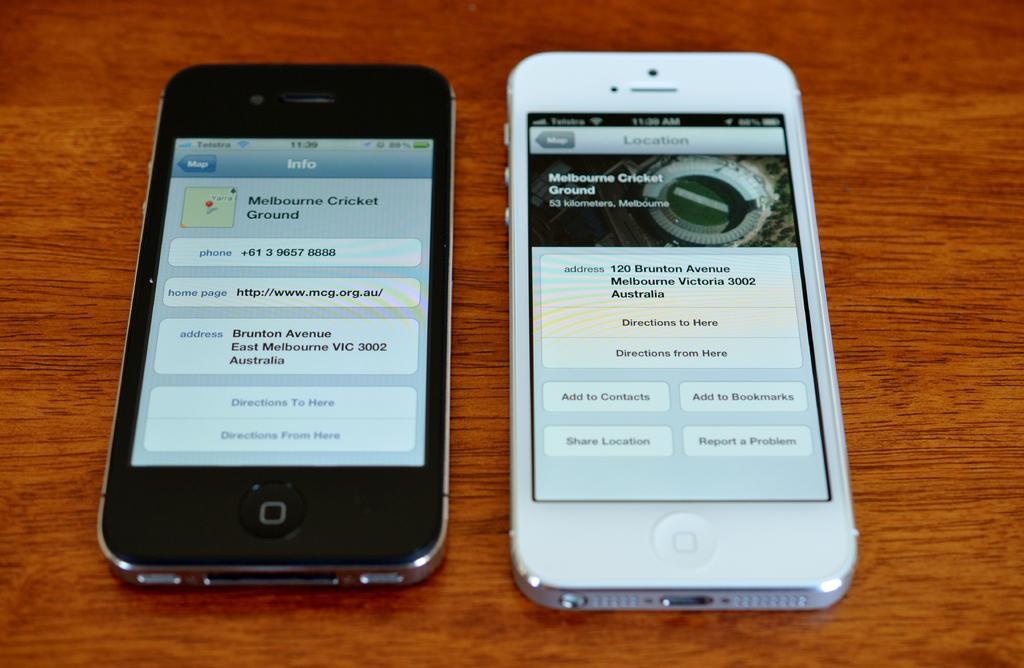 Telstra 11:39 89%
Map Info
Yarra
Melbourne Cricket
Ground
phone +61 3 9657 8888
home page http://www.mcg.org.au/
address Brunton Avenue
East Melbourne VIC 3002
Australia
Directions To Here
Directions From Here
Telstra 11:39 AM 88%
Map Location
Melbourne Cricket
Ground
53 kilometers, Melbourne
address 120 Brunton Avenue
Melbourne Victoria 3002
Australia
Directions to Here
Directions from Here
Add to Contacts Add to Bookmarks
Share Location Report a Problem